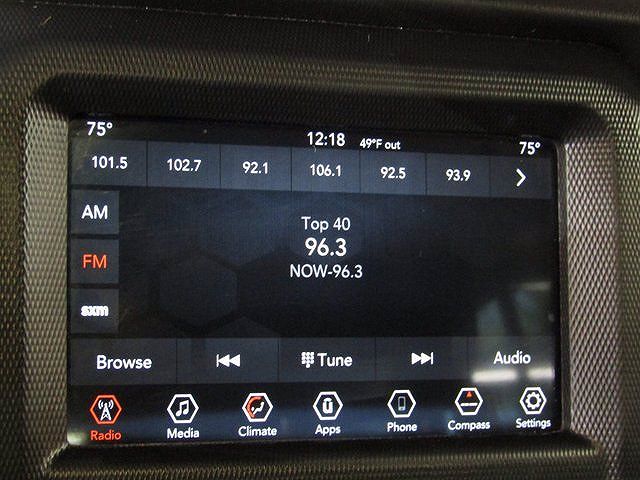 75° 12:18 49°F out 75°
101.5 102.7 92.1 106.1 92.5 93.9 >
AM
Top 40
96.3
FM
NOW-96.3
sxm
Browse Tune Audio
Radio Media Climate Apps Phone Compass Settings